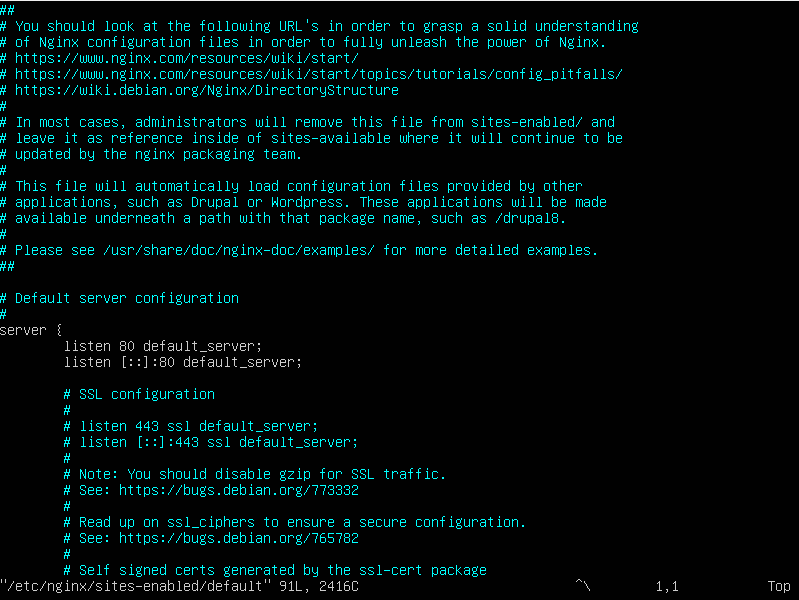 ##
# You should look at the following URL's in order to grasp a solid understanding
# of Nginx configuration files in order to fully unleash the power of Nginx.
# https://www.nginx.com/resources/wiki/start/
# https://www.nginx.com/resources/wiki/start/topics/tutorials/config_pitfalls/
# https://wiki.debian.org/Nginx/DirectoryStructure
#
# In most cases, administrators will remove this file from sites-enabled/ and
# leave it as reference inside of sites-available where it will continue to be
# updated by the nginx packaging team.
#
# This file will automatically load configuration files provided by other
# applications, such as Drupal or Wordpress. These applications will be made
# available underneath a path with that package name, such as /drupal8.
#
# Please see /usr/share/doc/nginx-doc/examples/ for more detailed examples.
##

# Default server configuration
#
server {
        listen 80 default_server;
        listen [::]:80 default_server;

        # SSL configuration
        #
        # listen 443 ssl default_server;
        # listen [::]:443 ssl default_server;
        #
        # Note: You should disable gzip for SSL traffic.
        # See: https://bugs.debian.org/773332
        #
        # Read up on ssl_ciphers to ensure a secure configuration.
        # See: https://bugs.debian.org/765782
        #
        # Self signed certs generated by the ssl-cert package
"/etc/nginx/sites-enabled/default" 91L, 2416C                           ^\        1,1           Top